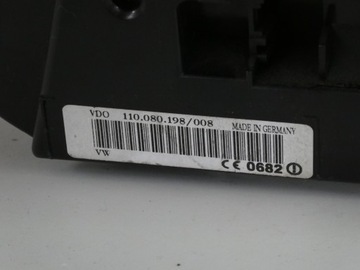 VDO 110.080.198/008 MADE IN GERMANY
VW CE 0682